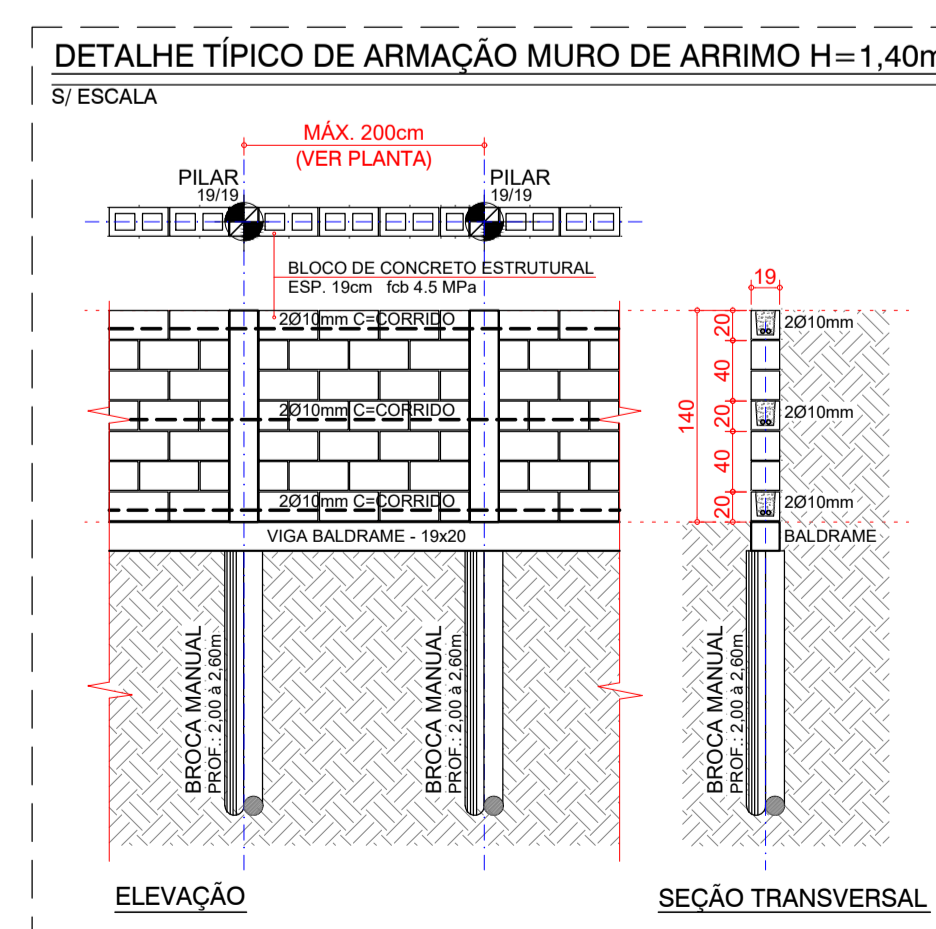 DETALHE TÍPICO DE ARMAÇÃO MURO DE ARRIMO H=1,40m
S/ ESCALA
MÁX. 200cm
(VER PLANTA)
PILAR
19/19
PILAR
19/19
BLOCO DE CONCRETO ESTRUTURAL
ESP. 19cm fcb 4.5 MPa
2Ø10mm C=CORRIDO
2Ø10mm C=CORRIDO
2Ø10mm C=CORRIDO
VIGA BALDRAME - 19x20
BROCA MANUAL
PROF.: 2,00 à 2,60m
BROCA MANUAL
PROF.: 2,00 à 2,60m
ELEVAÇÃO
19
140
20
40
20
40
20
2Ø10mm
2Ø10mm
2Ø10mm
BALDRAME
BROCA MANUAL
PROF.: 2,00 à 2,60m
SEÇÃO TRANSVERSAL